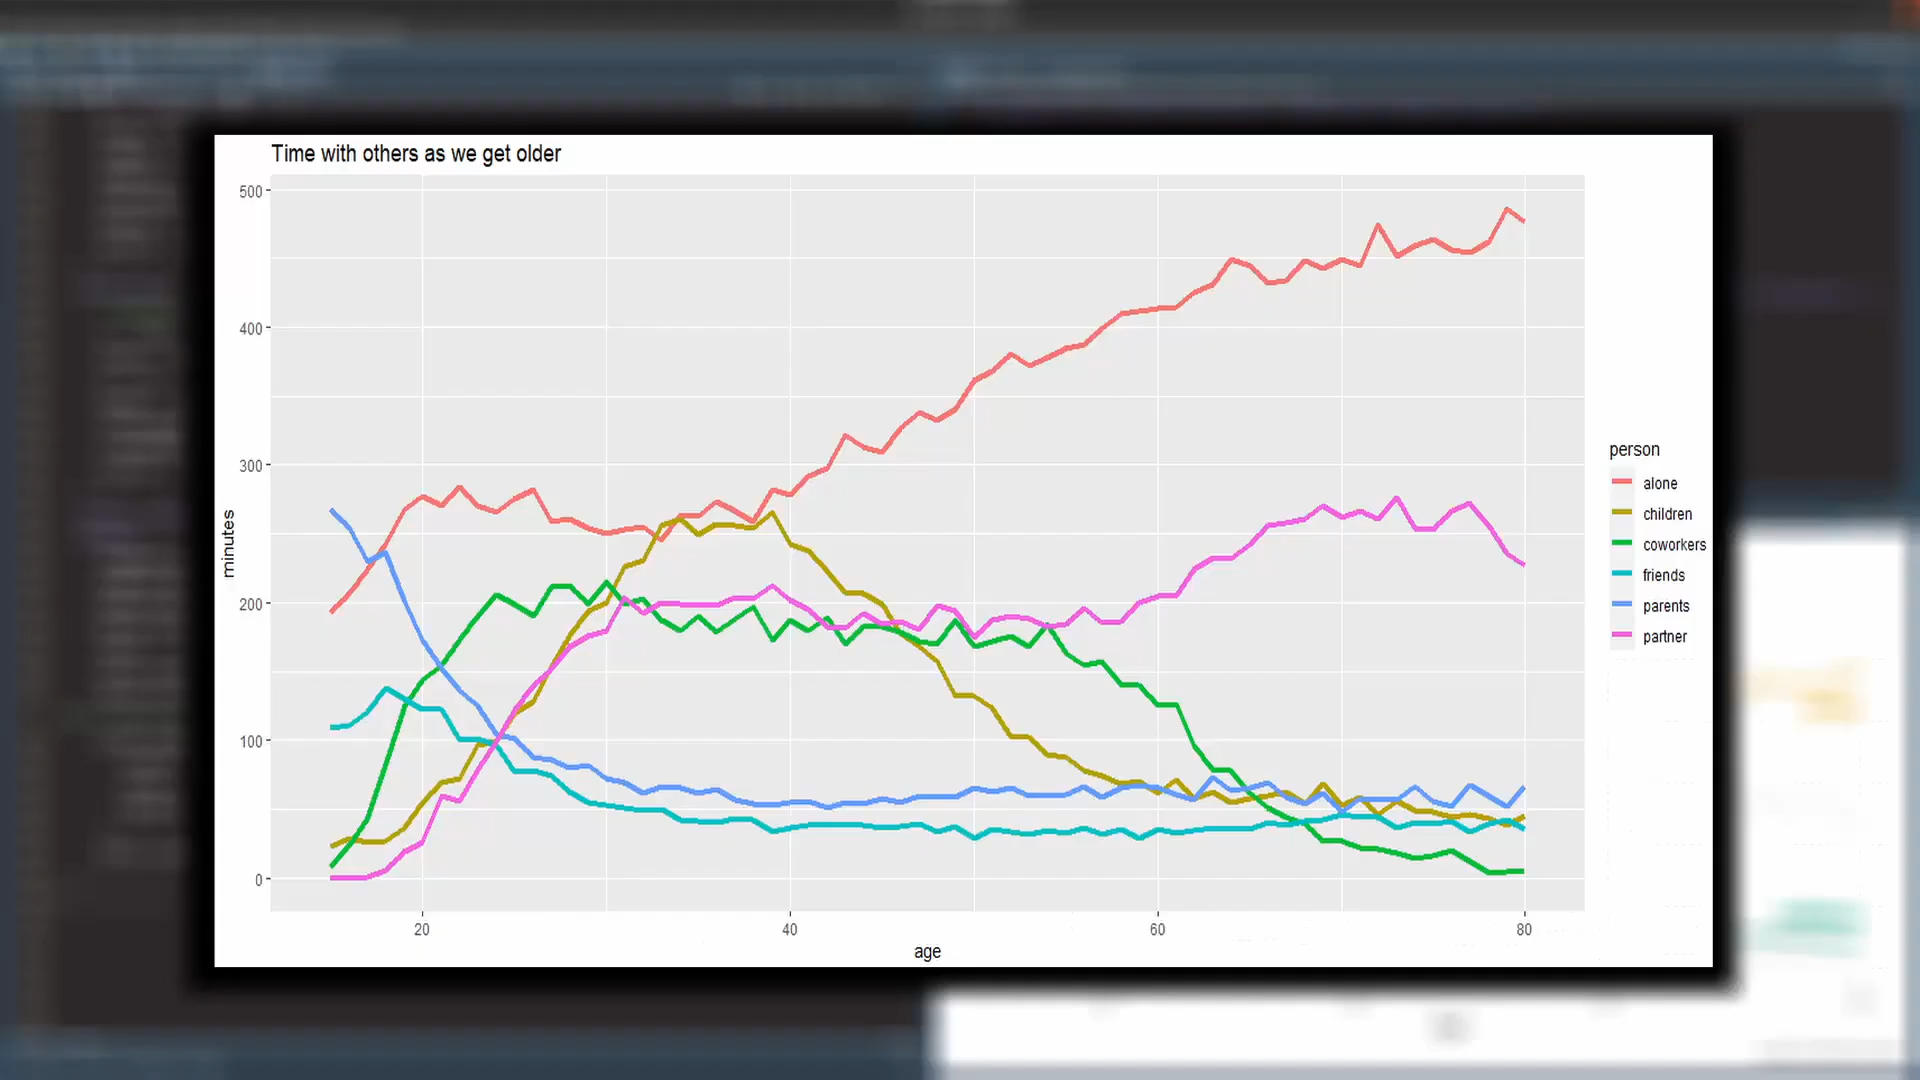 Time with others as we get older
500
400
300
200
100
0
minutes
20 40 60 80
age
person
alone
children
coworkers
friends
parents
partner